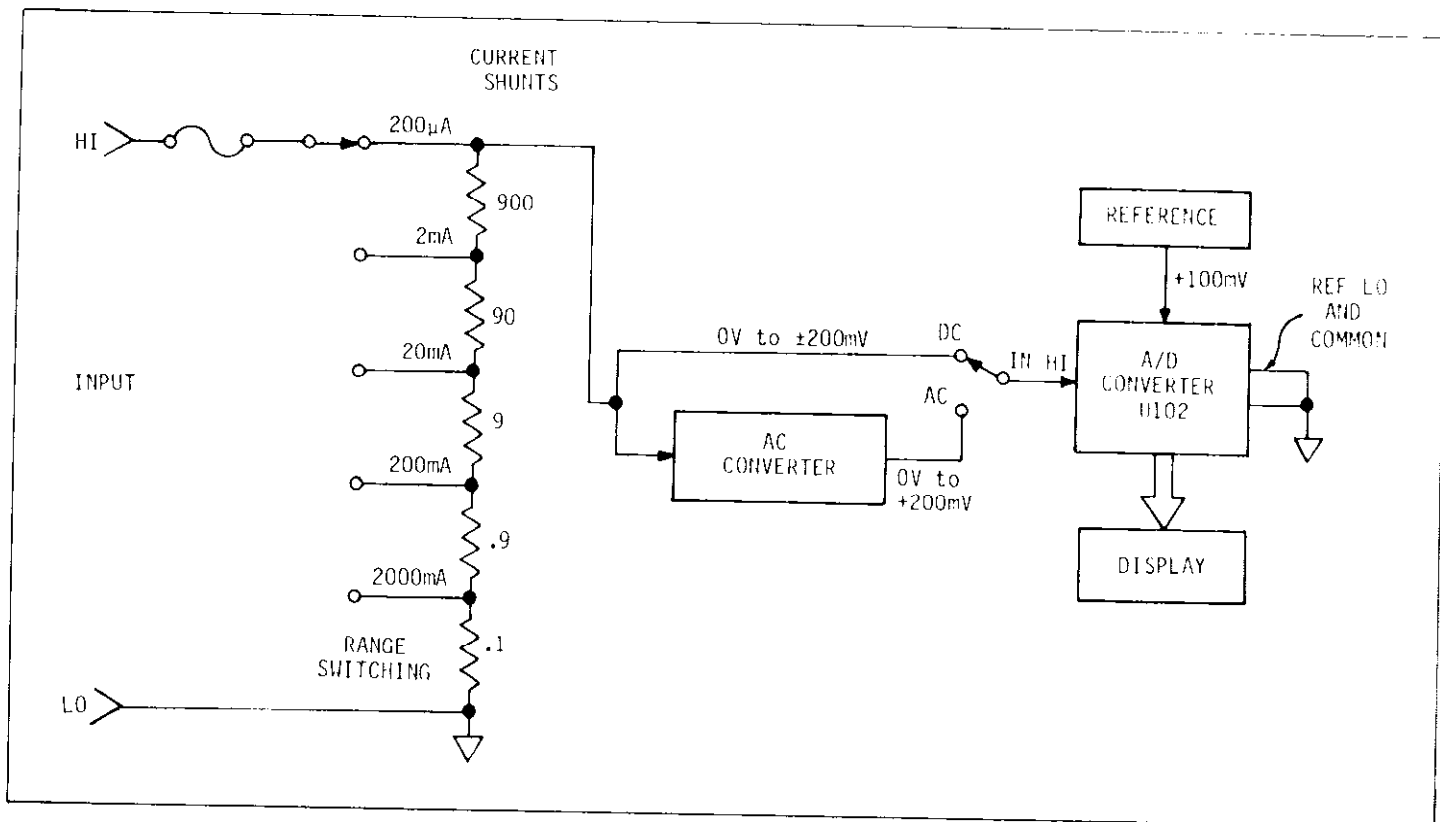 CURRENT
SHUNTS
HI
200µA
900
2mA
90
20mA
9
200mA
.9
2000mA
.1
INPUT
RANGE
SWITCHING
LO
0V to ±200mV
DC
AC
IN HI
AC
CONVERTER
0V to
+200mV
REFERENCE
+100mV
REF LO
AND
COMMON
A/D
CONVERTER
U102
DISPLAY